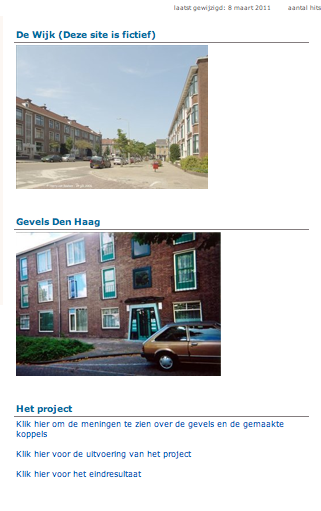 laatst gewijzigd: 8 maart 2011 aantal hits
De Wijk (Deze site is fictief)
Gevels Den Haag
Het project
Klik hier om de meningen te zien over de gevels en de gemaakte
koppels
Klik hier voor de uitvoering van het project
Klik hier voor het eindresultaat